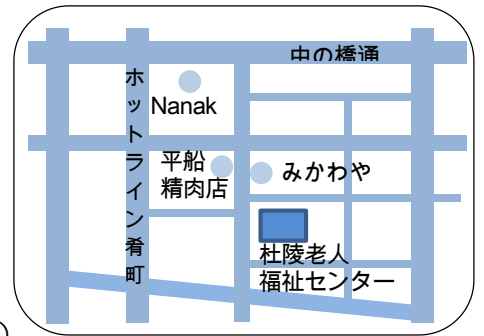 中の橋通
ホットライン肴町
Nanak
平船
精肉店
みかわや
杜陵老人
福祉センター